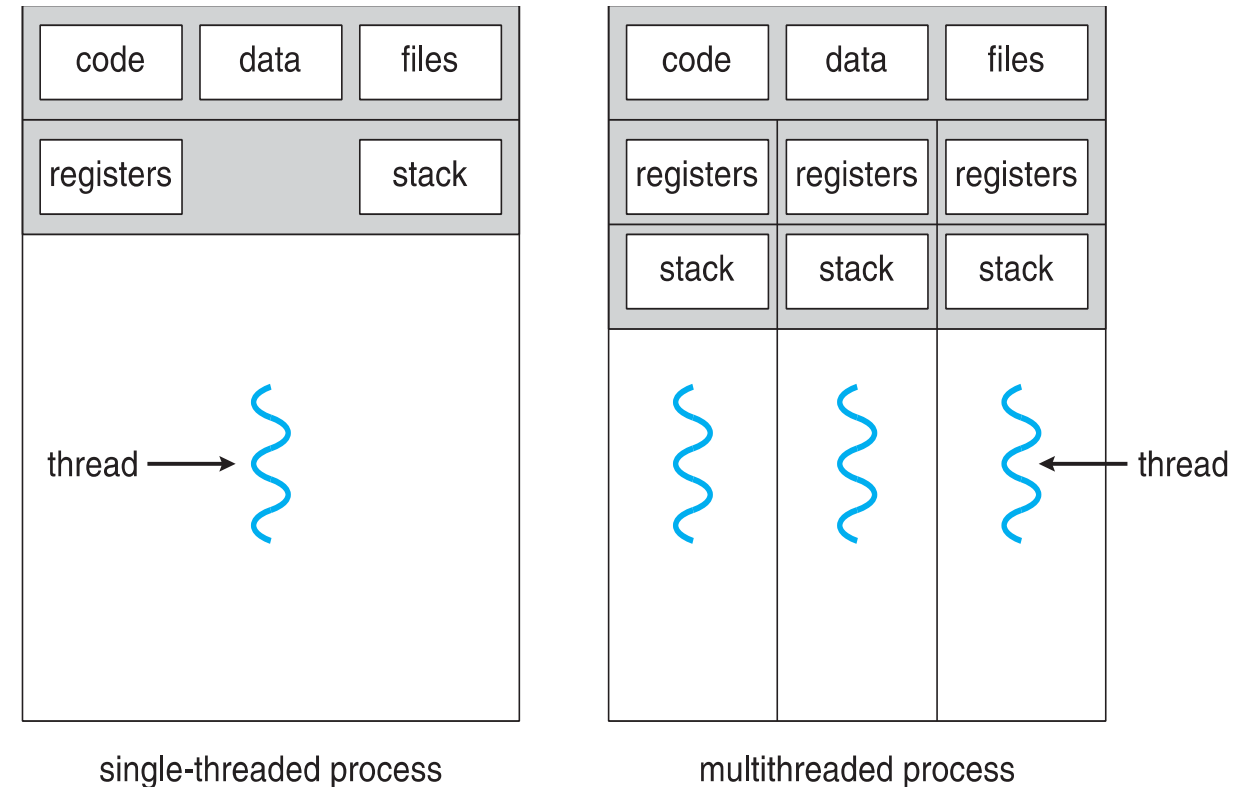 code data files
registers stack
thread
single-threaded process
code data files
registers registers registers
stack stack stack
thread
multithreaded process